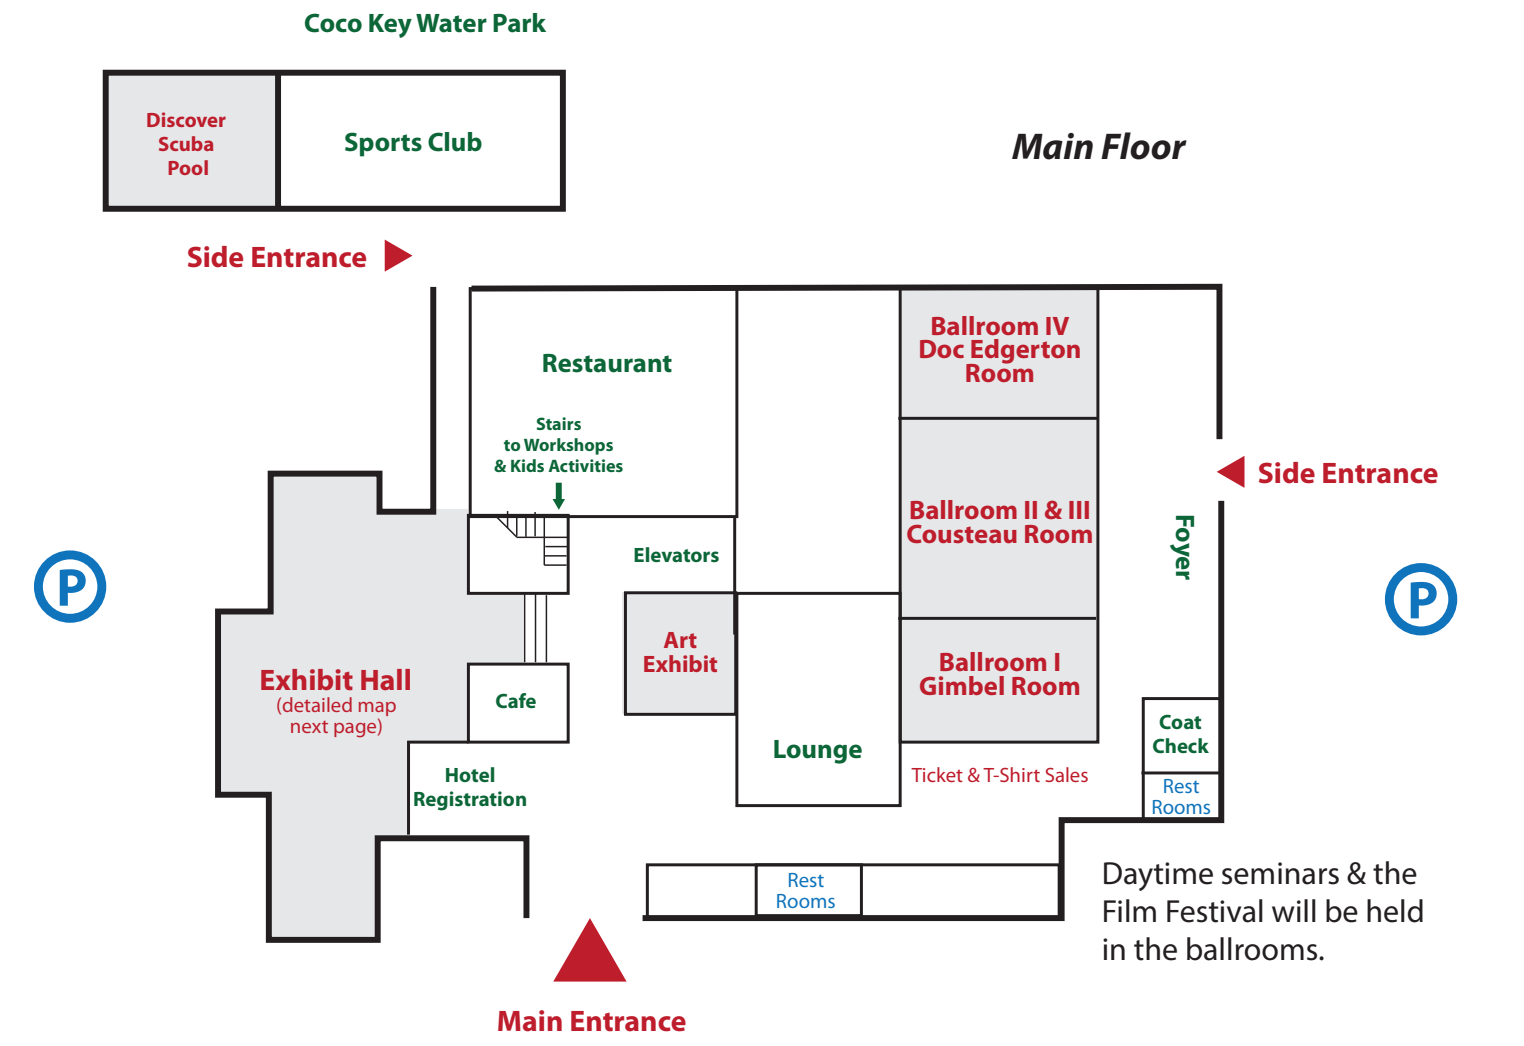 Coco Key Water Park
Discover
Scuba
Pool
Sports Club
Main Floor
Side Entrance
Restaurant
Stairs
to Workshops
& Kids Activities
Ballroom IV
Doc Edgerton
Room
Side Entrance
Ballroom II & III
Cousteau Room
Foyer
Elevators
P
P
Art
Exhibit
Ballroom I
Gimbel Room
Exhibit Hall
(detailed map
next page)
Cafe
Lounge
Coat
Check
Hotel
Registration
Ticket & T-Shirt Sales
Rest
Rooms
Rest
Rooms
Daytime seminars & the
Film Festival will be held
in the ballrooms.
Main Entrance